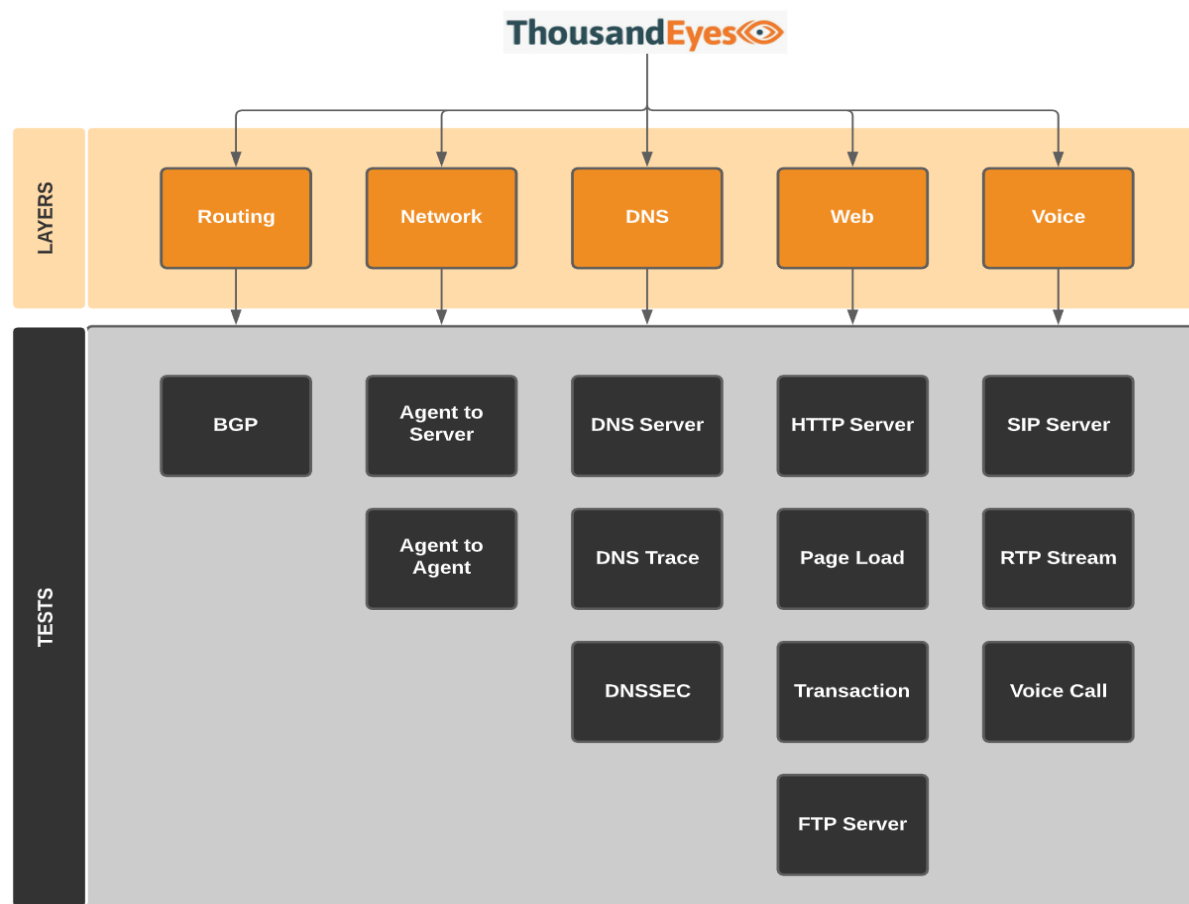 ThousandEyes
LAYERS
Routing
Network
DNS
Web
Voice
TESTS
BGP
Agent to
Server
DNS Server
HTTP Server
SIP Server
Agent to
Agent
DNS Trace
Page Load
RTP Stream
DNSSEC
Transaction
Voice Call
FTP Server